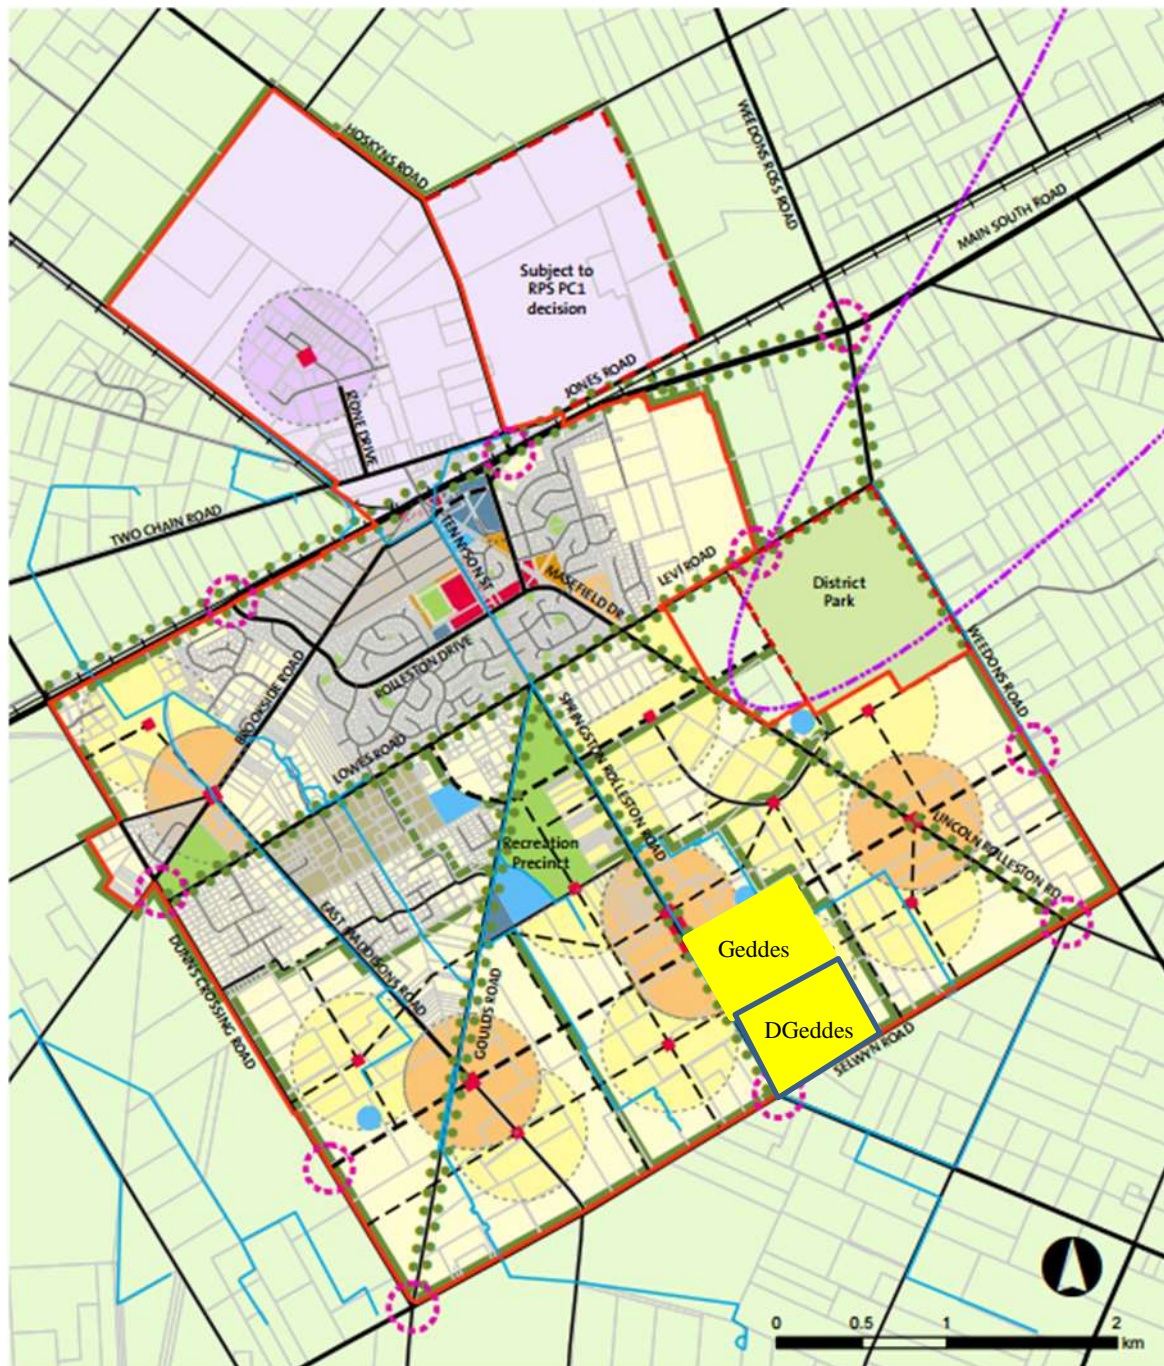 HOSKYNS ROAD
WEEDONS ROSS ROAD
MAIN SOUTH ROAD
Subject to
RPS PC1
decision
JONES ROAD
IZONE DRIVE
TWO CHAIN ROAD
TENNYSON ST
MASEFIELD DR
LEVI ROAD
District
Park
ROLLESTON DRIVE
BROOKSIDE ROAD
LOWES ROAD
SPRINGSTON ROLLESTON ROAD
WEEDONS ROAD
Recreation
Precinct
LINCOLN ROLLESTON RD
EAST MADDISONS ROAD
DUNNS CROSSING ROAD
GOULDS ROAD
Geddes
DGeddes
SELWYN ROAD
0 0.5 1 2
km